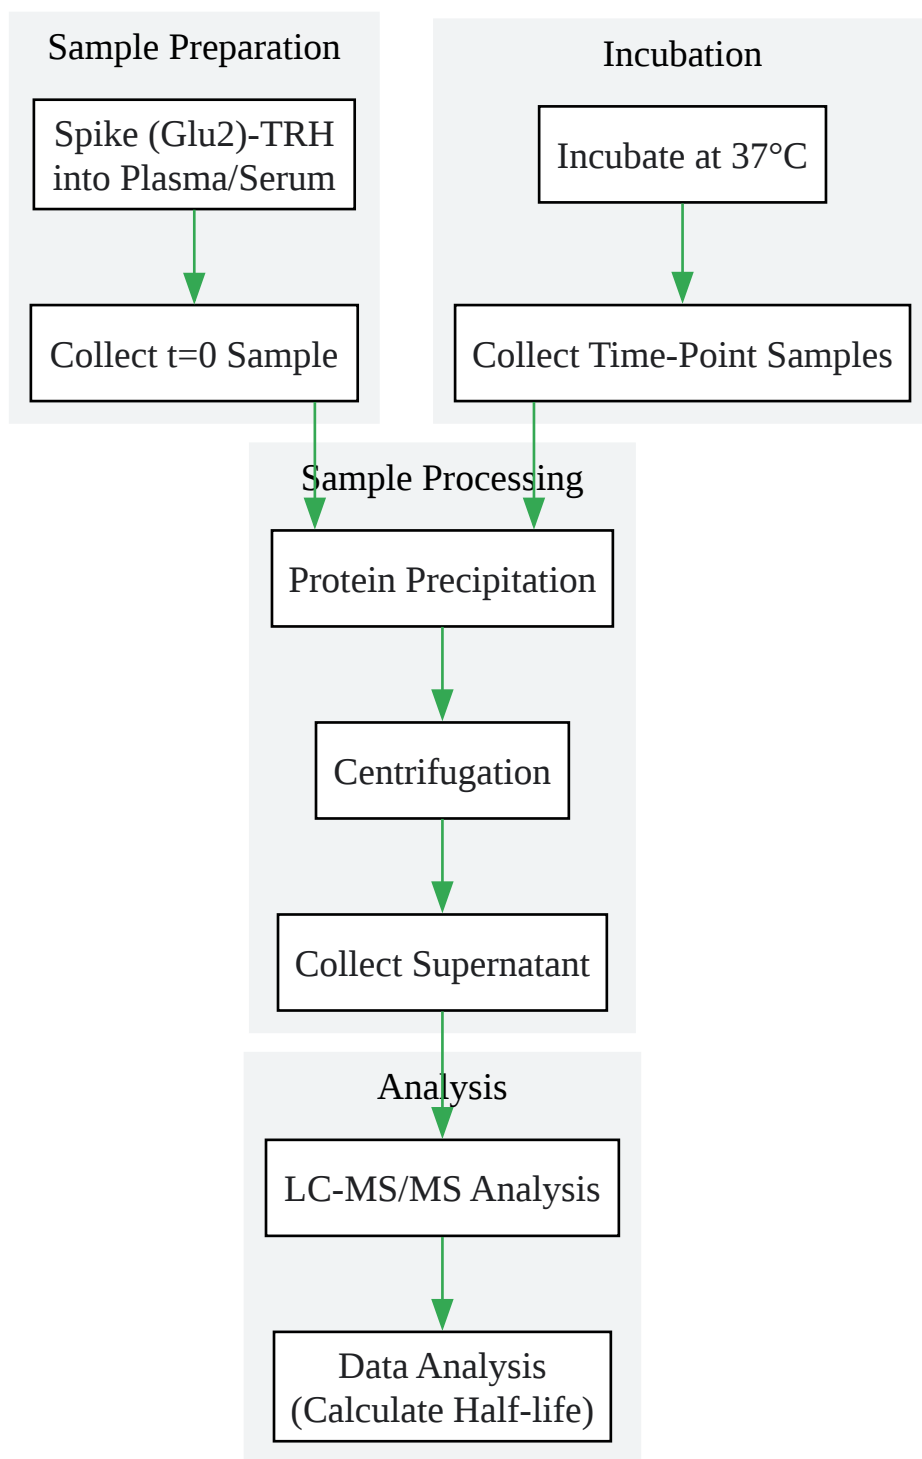 Sample Preparation
Spike (Glu2)-TRH
into Plasma/Serum
Collect t=0 Sample
Incubation
Incubate at 37°C
Collect Time-Point Samples
Sample Processing
Protein Precipitation
Centrifugation
Collect Supernatant
Analysis
LC-MS/MS Analysis
Data Analysis
(Calculate Half-life)